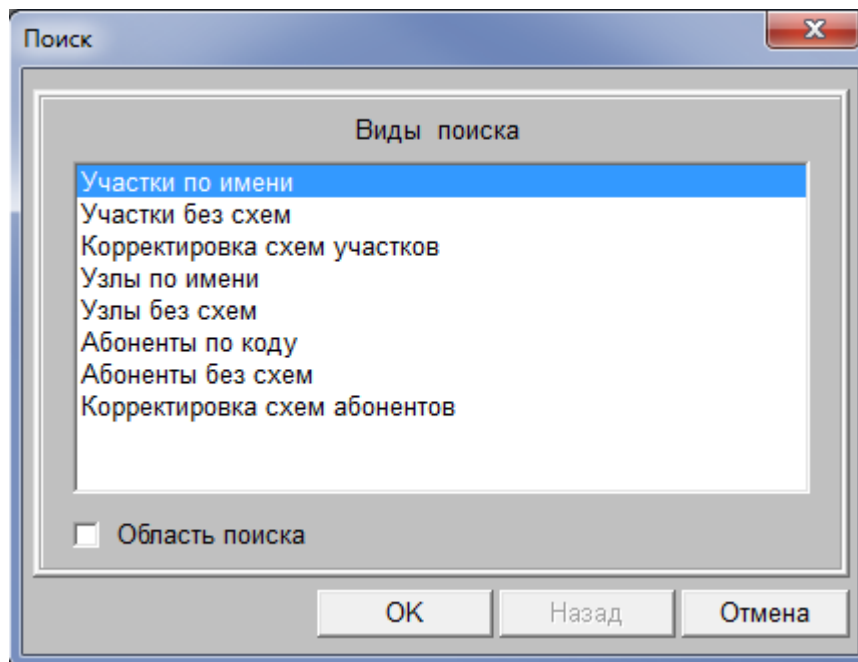 Поиск
Виды поиска
Участки по имени
Участки без схем
Корректировка схем участков
Узлы по имени
Узлы без схем
Абоненты по коду
Абоненты без схем
Корректировка схем абонентов
Область поиска
OK Назад Отмена